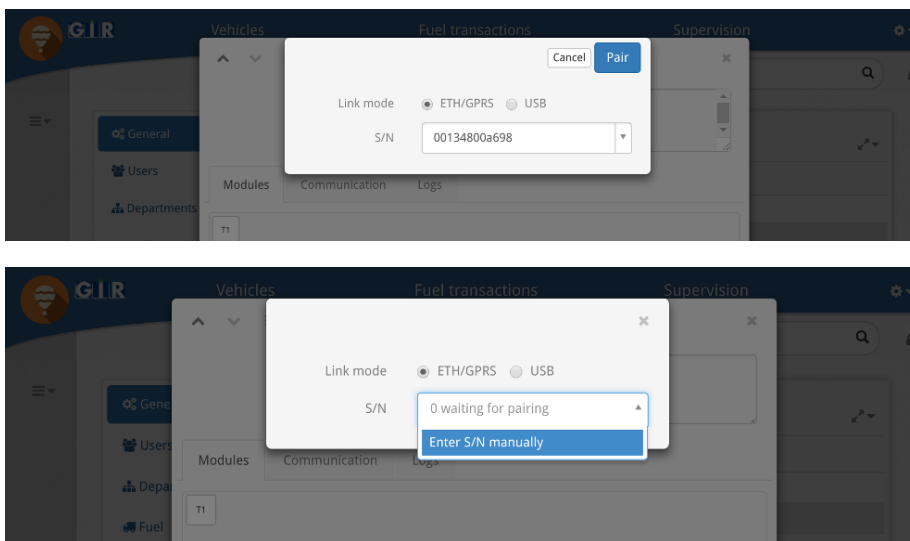 GIR Vehicles Fuel transactions Supervision
Cancel Pair
Link mode ETH/GPRS USB
S/N 00134800a698
General
Users
Modules Communication Logs
Departments
T1
GIR Vehicles Fuel transactions Supervision
Link mode ETH/GPRS USB
S/N 0 waiting for pairing
Gene
Enter S/N manually
Users
Modules Communication Logs
Depa
T1
Fuel